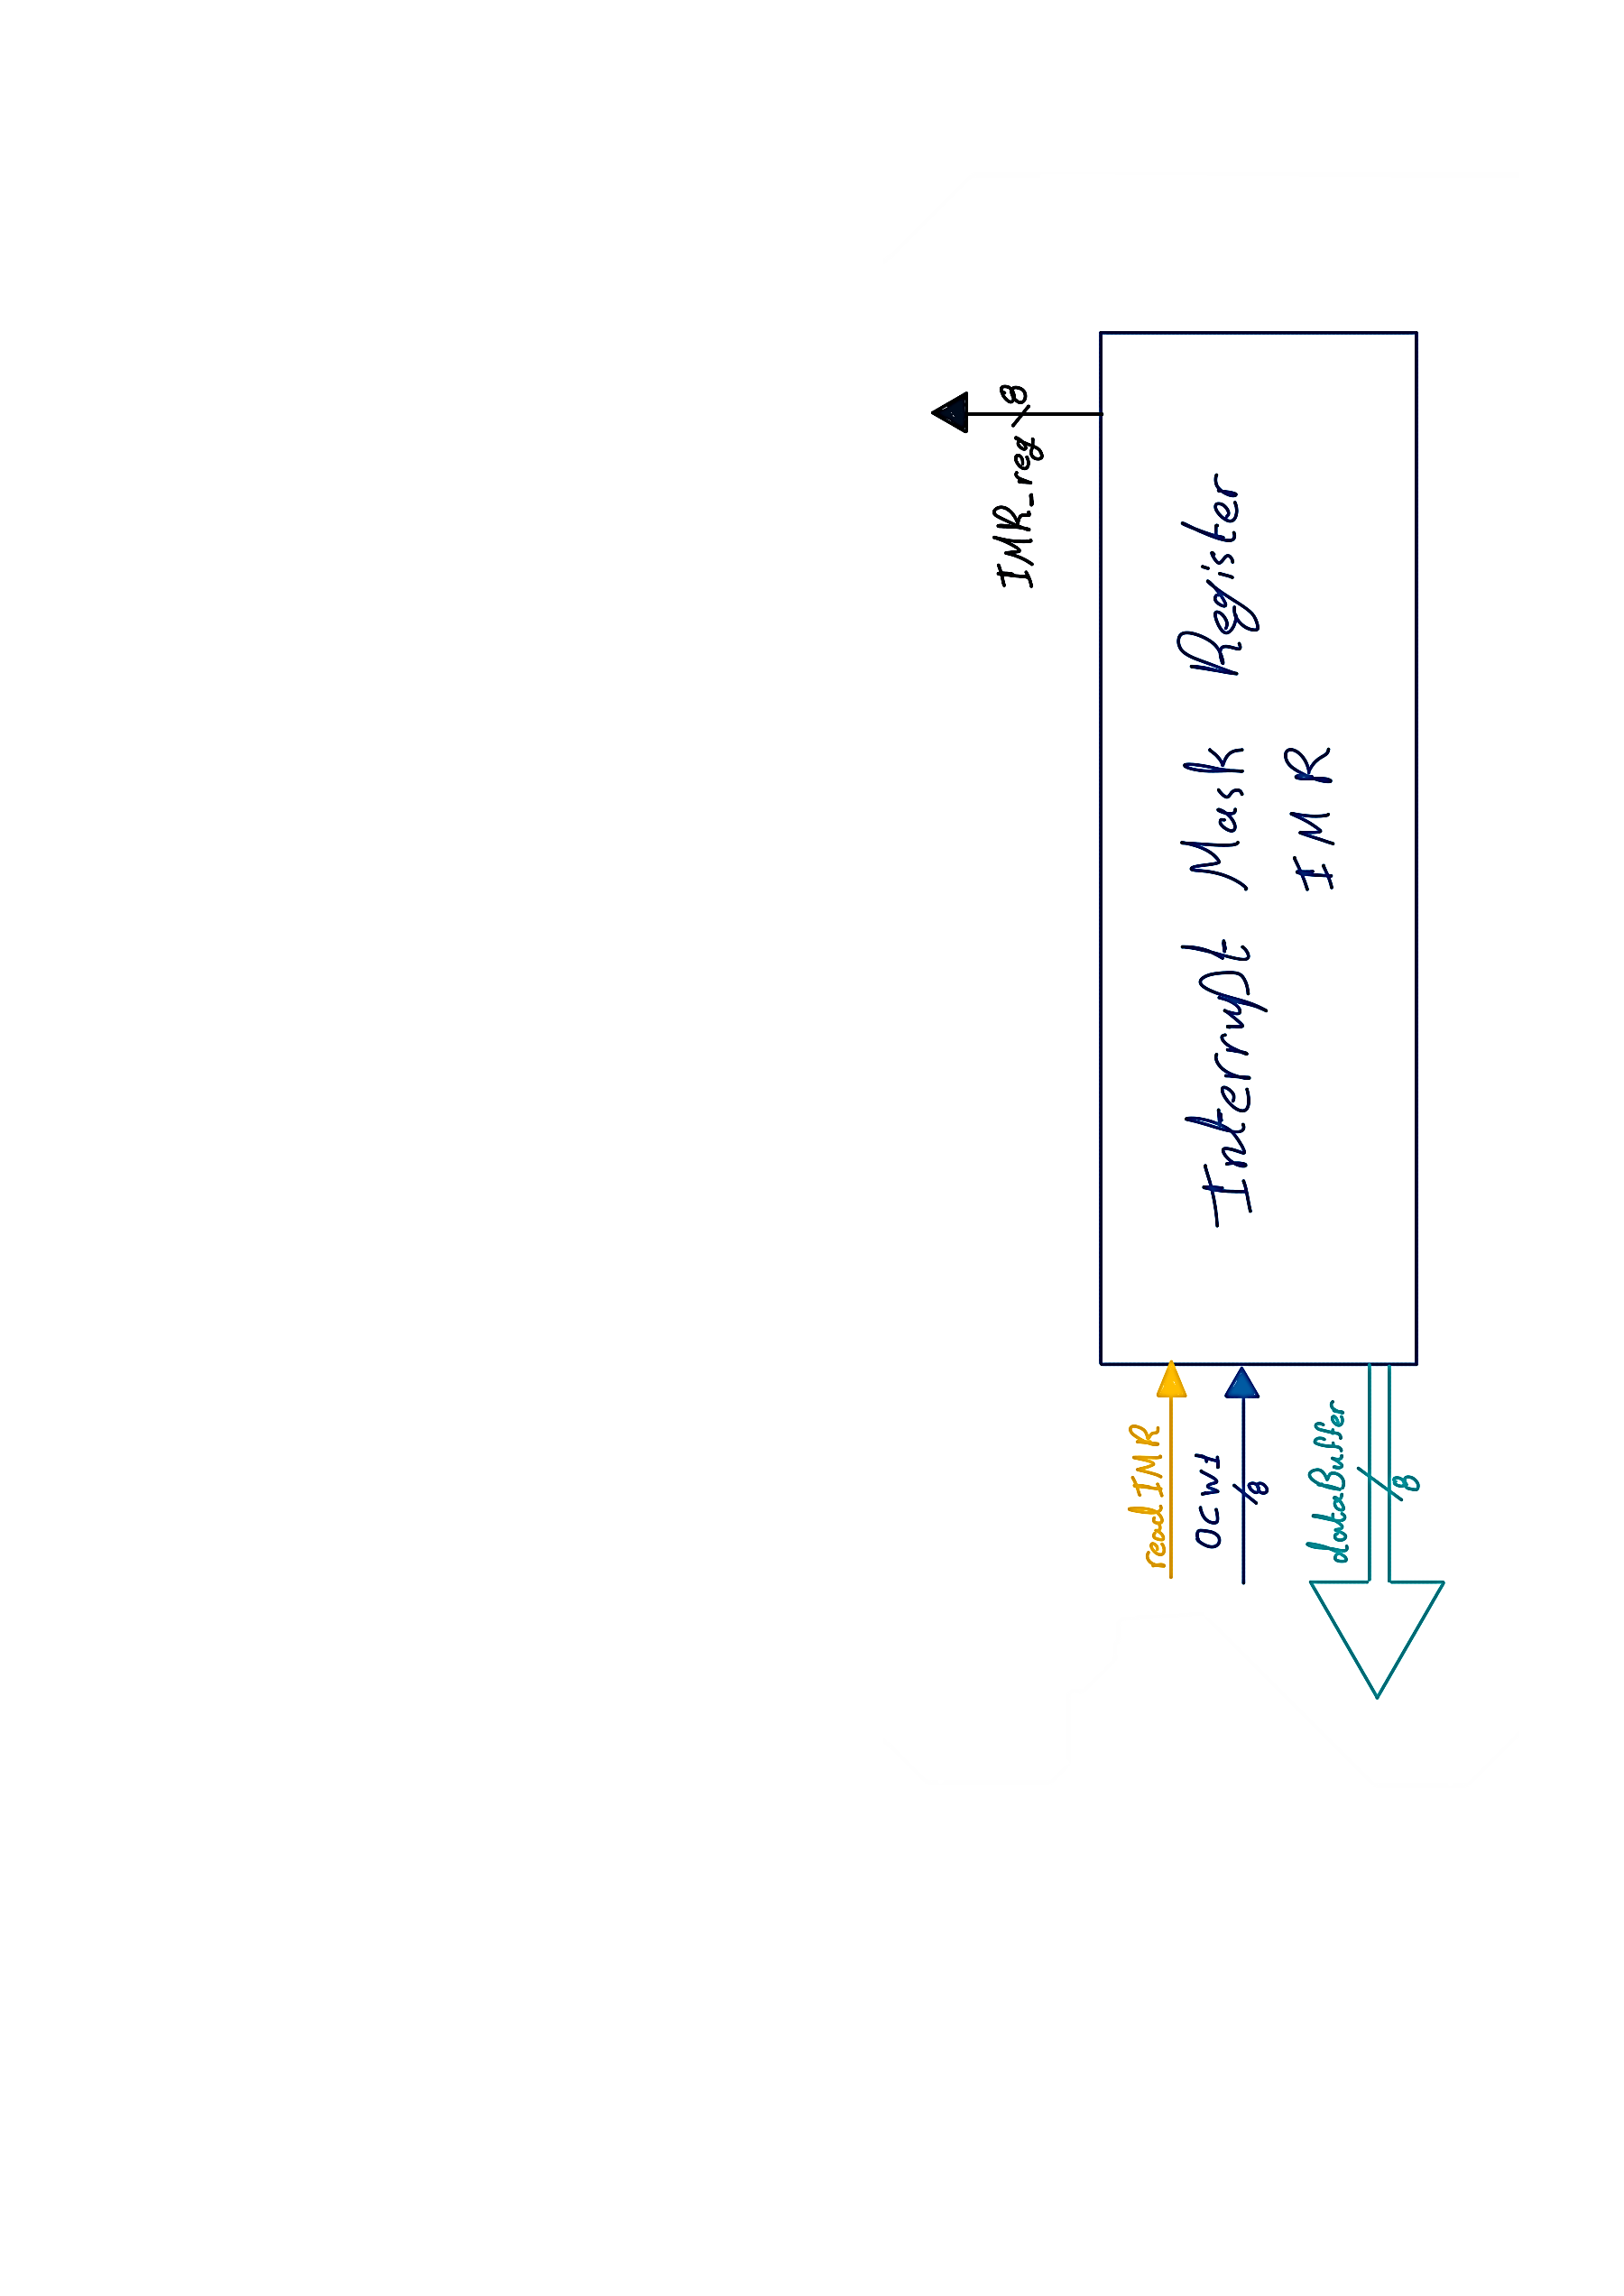 IMR_reg
8
Interrupt Mask Register
IMR
readIMR
OCW1
8
dataBuffer
8